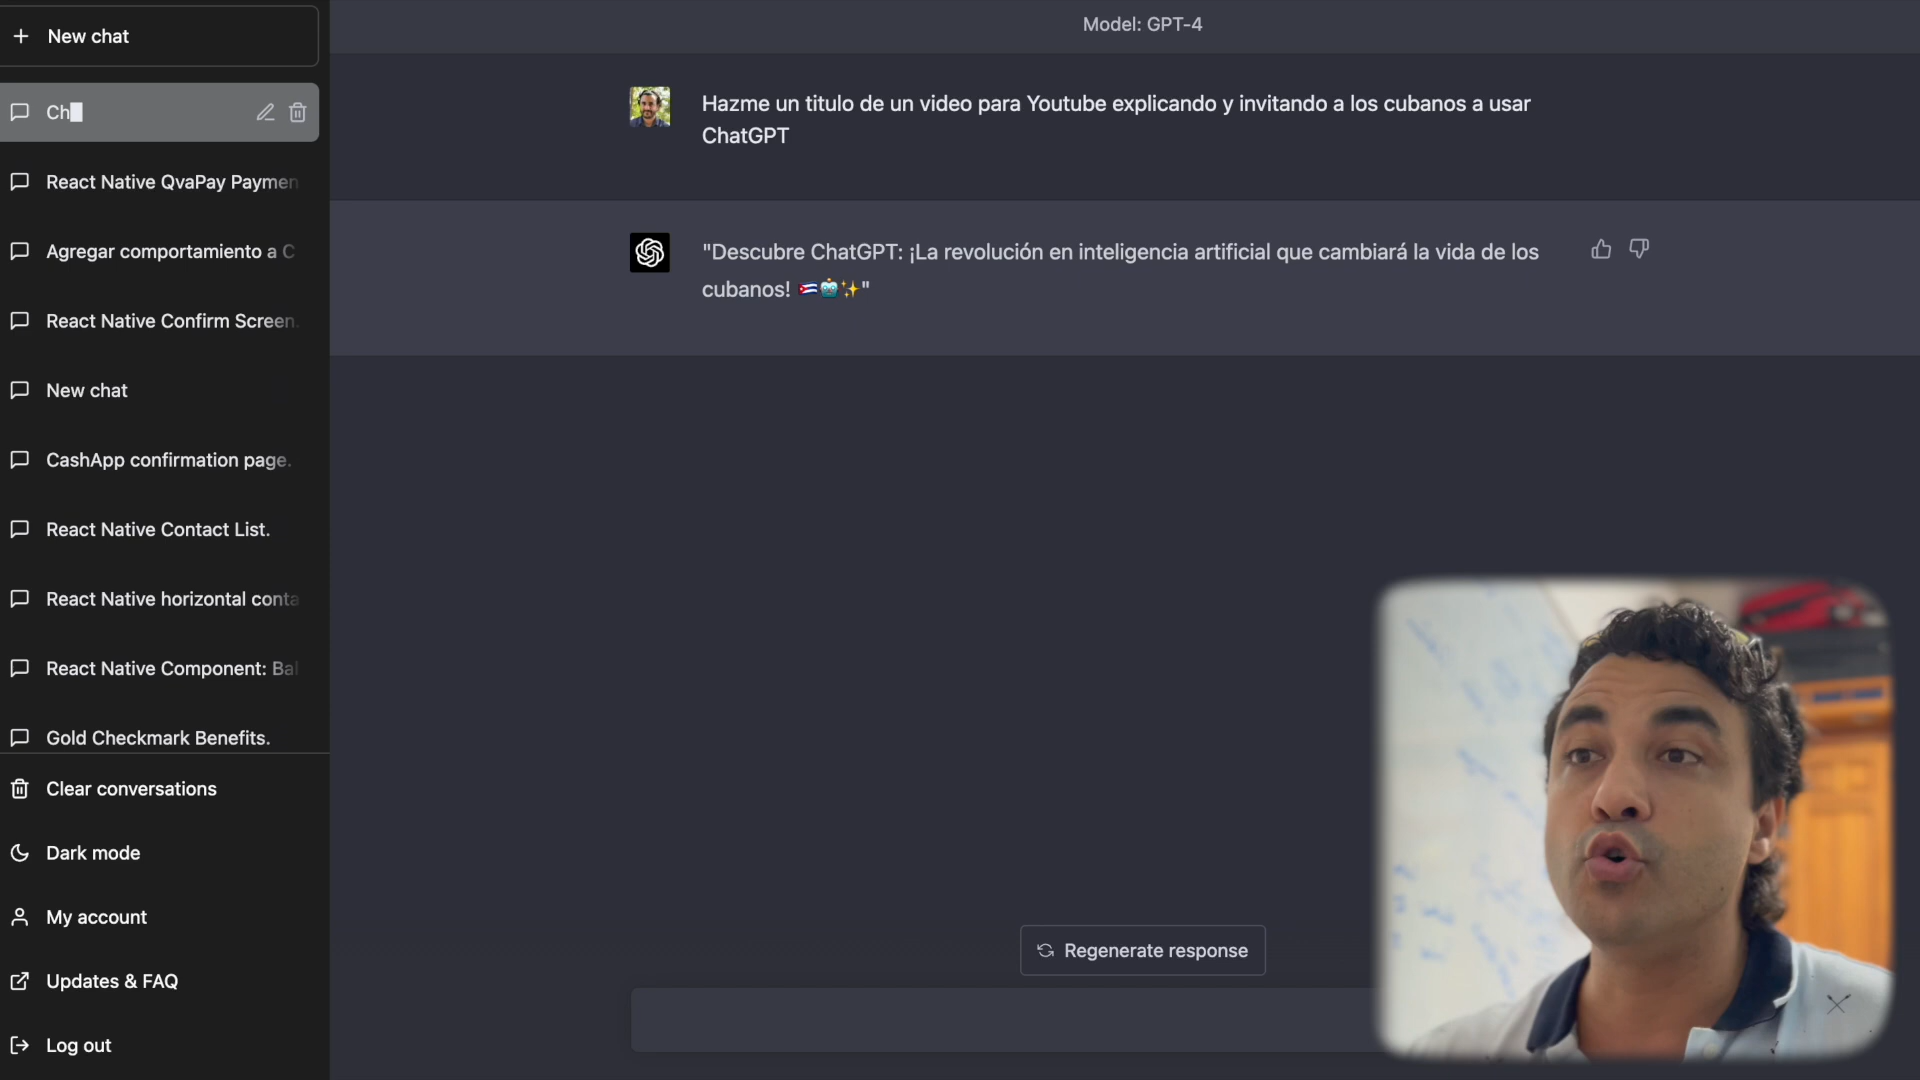 New chat
Ch
React Native QvaPay Paymen
Agregar comportamiento a C
React Native Confirm Screen.
New chat
CashApp confirmation page.
React Native Contact List.
React Native horizontal conta
React Native Component: Bal
Gold Checkmark Benefits.
Clear conversations
Dark mode
My account
Updates & FAQ
Log out
Model: GPT-4
Hazme un titulo de un video para Youtube explicando y invitando a los cubanos a usar
ChatGPT
"Descubre ChatGPT: ¡La revolución en inteligencia artificial que cambiará la vida de los
cubanos! 🇨🇺🤖✨"
Regenerate response